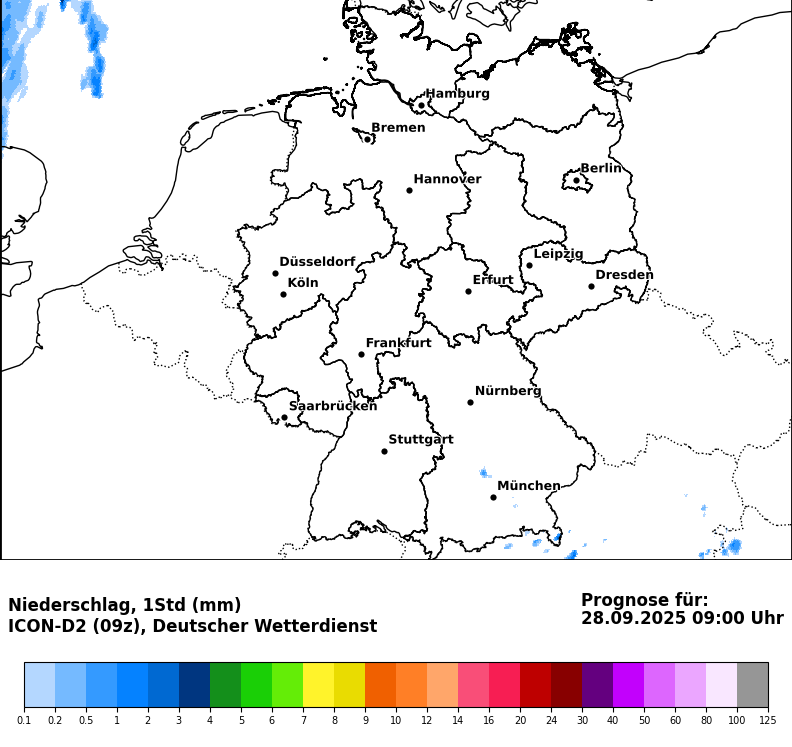 Hamburg
Bremen
Berlin
Hannover
Leipzig
Düsseldorf
Dresden
Köln
Erfurt
Frankfurt
Nürnberg
Saarbrücken
Stuttgart
München
Niederschlag, 1Std (mm)
ICON-D2 (09z), Deutscher Wetterdienst
Prognose für:
28.09.2025 09:00 Uhr
0.1 0.2 0.5 1 2 3 4 5 6 7 8 9 10 12 14 16 20 24 30 40 50 60 80 100 125